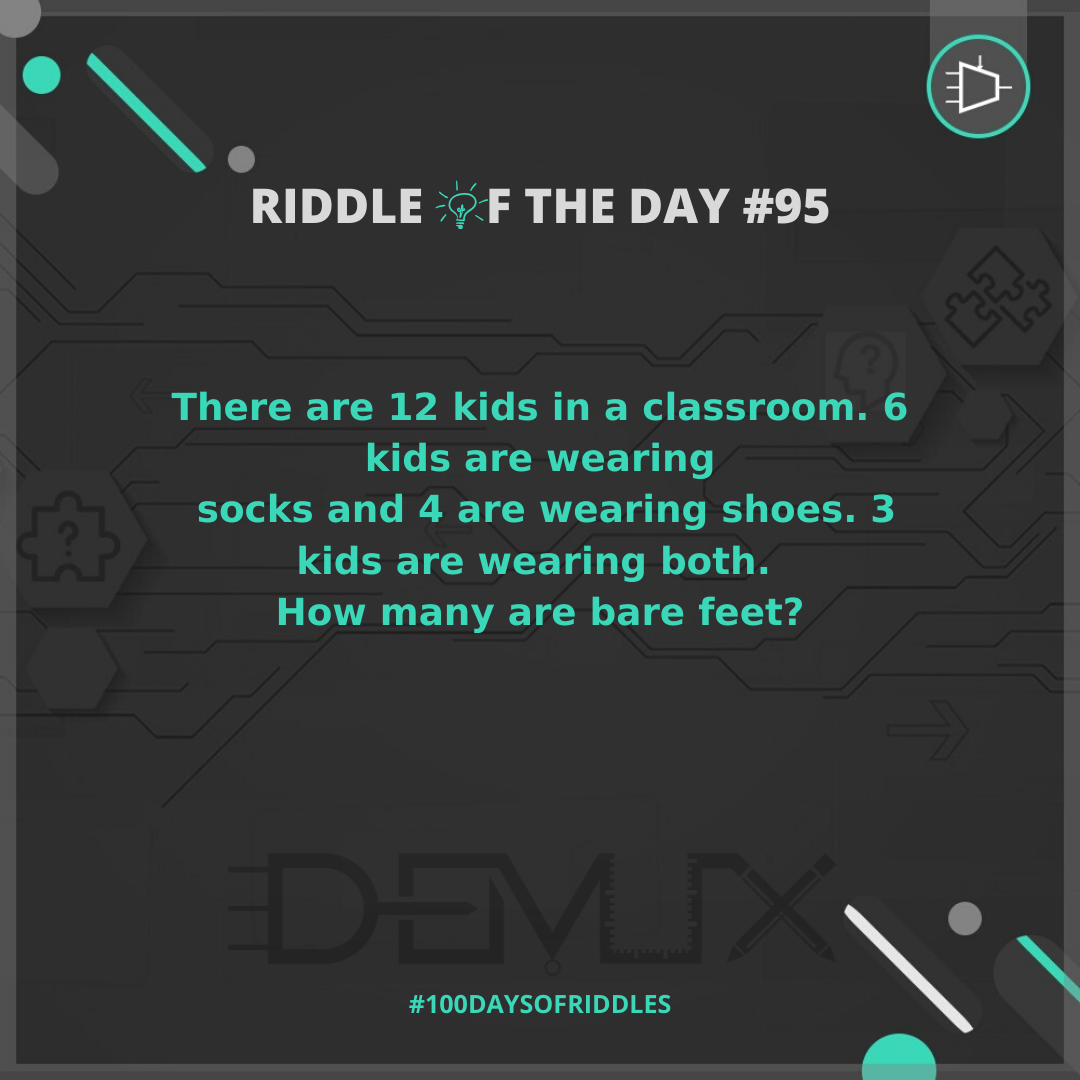 RIDDLE OF THE DAY #95
There are 12 kids in a classroom. 6
kids are wearing
socks and 4 are wearing shoes. 3
kids are wearing both.
How many are bare feet?
DEMUX
#100DAYSOFRIDDLES